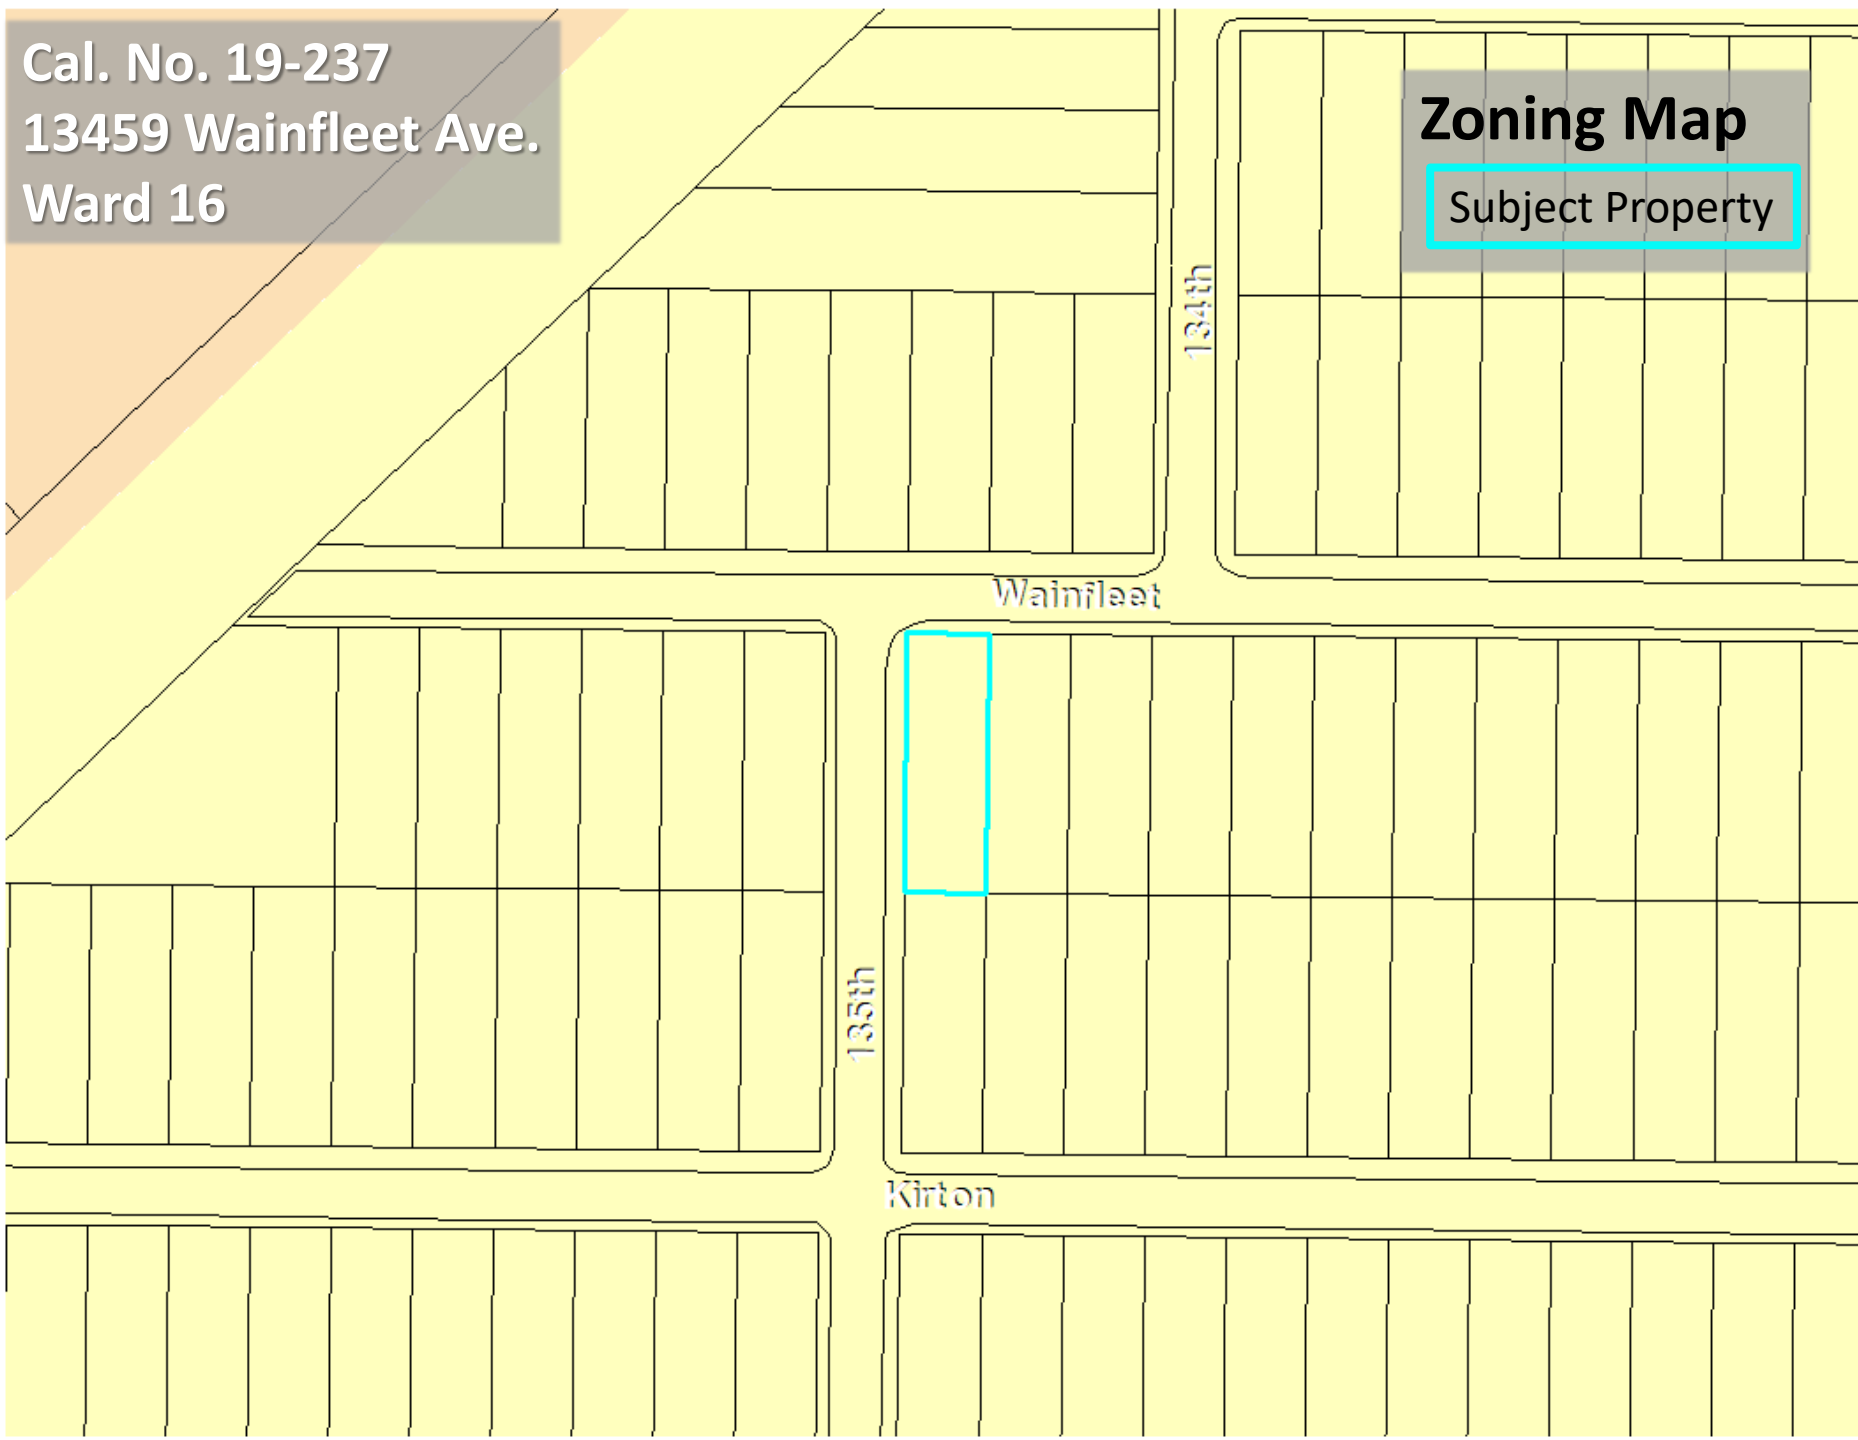 Cal. No. 19-237
13459 Wainfleet Ave.
Ward 16
Zoning Map
Subject Property
134th
Wainfleet
135th
Kirton